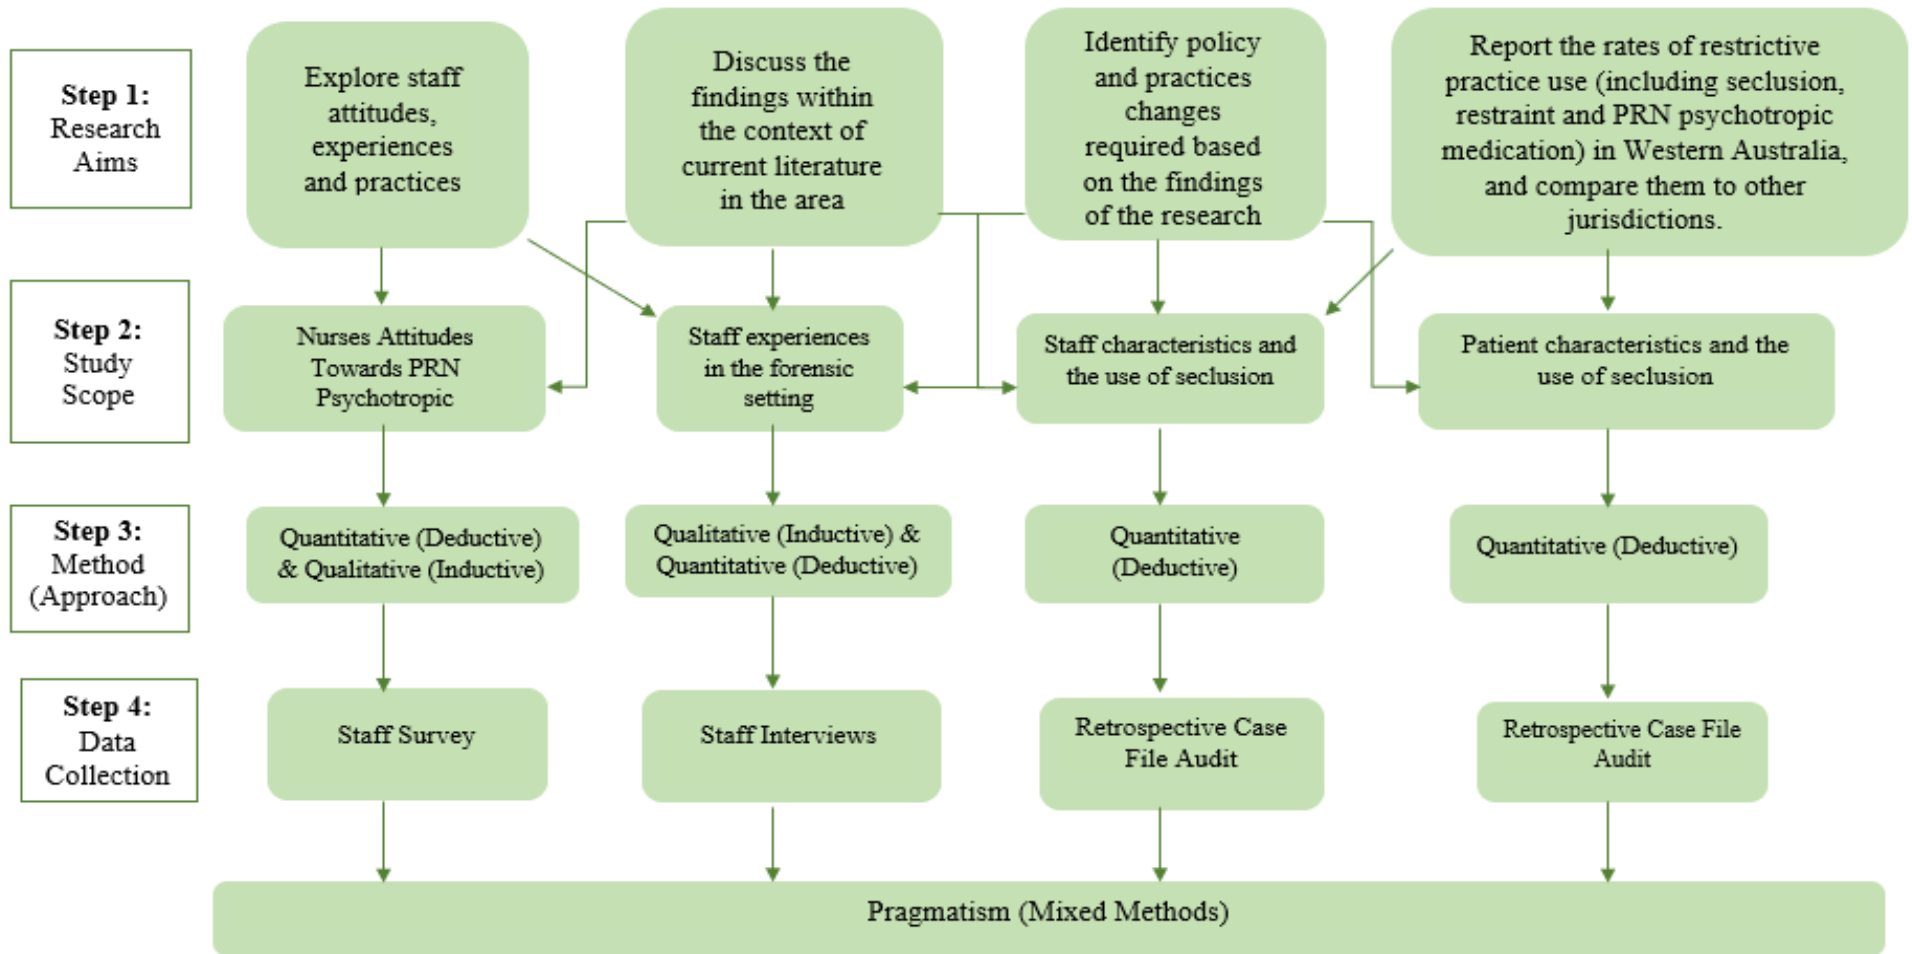 Step 1:
Research
Aims
Explore staff
attitudes,
experiences
and practices
Discuss the
findings within
the context of
current literature
in the area
Identify policy
and practices
changes
required based
on the findings
of the research
Report the rates of restrictive
practice use (including seclusion,
restraint and PRN psychotropic
medication) in Western Australia,
and compare them to other
jurisdictions.
Step 2:
Study
Scope
Nurses Attitudes
Towards PRN
Psychotropic
Staff experiences
in the forensic
setting
Staff characteristics and
the use of seclusion
Patient characteristics and the
use of seclusion
Step 3:
Method
(Approach)
Quantitative (Deductive)
& Qualitative (Inductive)
Qualitative (Inductive) &
Quantitative (Deductive)
Quantitative
(Deductive)
Quantitative (Deductive)
Step 4:
Data
Collection
Staff Survey
Staff Interviews
Retrospective Case
File Audit
Retrospective Case File
Audit
Pragmatism (Mixed Methods)